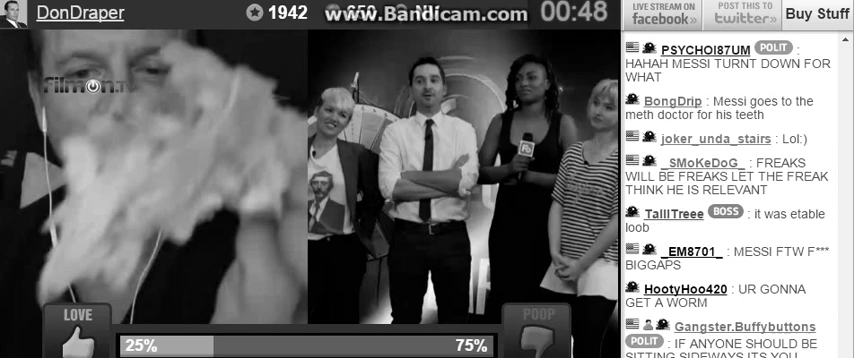 DonDraper
1942
www.Bandicam.com
00:48
LIVE STREAM ON
facebook»
POST THIS TO
twitter»
Buy Stuff
FilmOn.TV
LOVE
POOP
25%
75%
PSYCHOI87UM POLIT :
HAHAH MESSI TURNT DOWN FOR
WHAT
BongDrip : Messi goes to the
meth doctor for his teeth
joker_unda_stairs : Lol:)
_SMoKeDoG_ : FREAKS
WILL BE FREAKS LET THE FREAK
THINK HE IS RELEVANT
TallITreee BOSS : it was etable
loob
_EM8701_ : MESSI FTW F***
BIGGAPS
HootyHoo420 : UR GONNA
GET A WORM
Gangster.Buffybuttons
POLIT : IF ANYONE SHOULD BE
SITTING SIDEWAYS ITS YOU